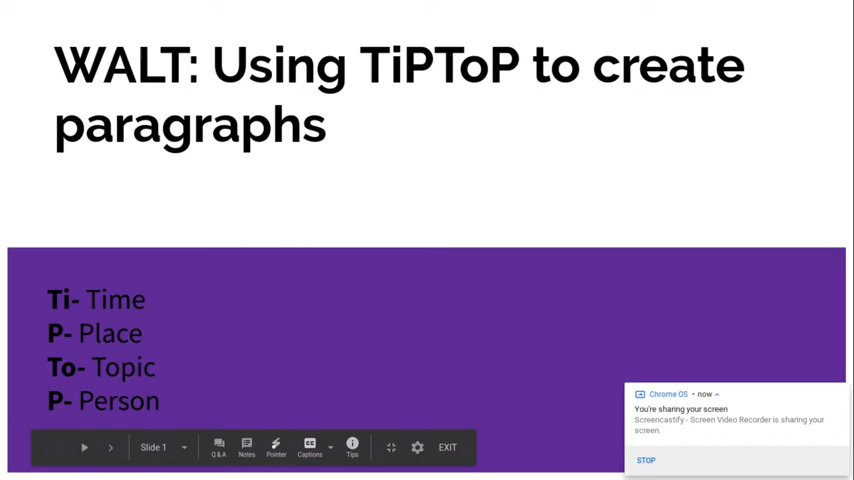 WALT: Using TiPToP to create
paragraphs
Ti- Time
P- Place
To- Topic
P- Person
Slide 1
Q & A
Notes
Pointer
CC
Captions
Tips
EXIT
Chrome OS • now
You're sharing your screen
Screencastify - Screen Video Recorder is sharing your
screen.
STOP